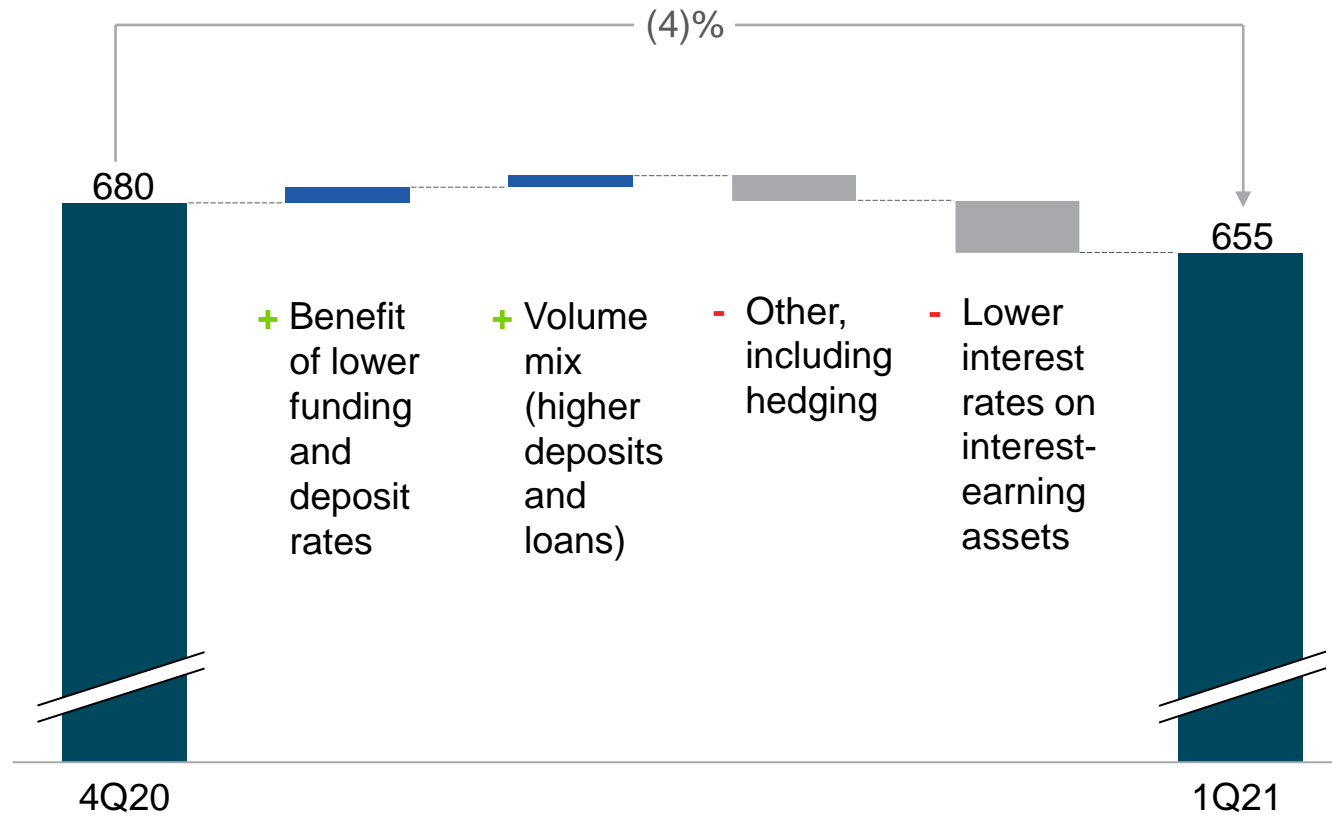 (4)%
680
655
+ Benefit
of lower
funding
and
deposit
rates
+ Volume
mix
(higher
deposits
and
loans)
- Other,
including
hedging
- Lower
interest
rates on
interest-
earning
assets
4Q20
1Q21